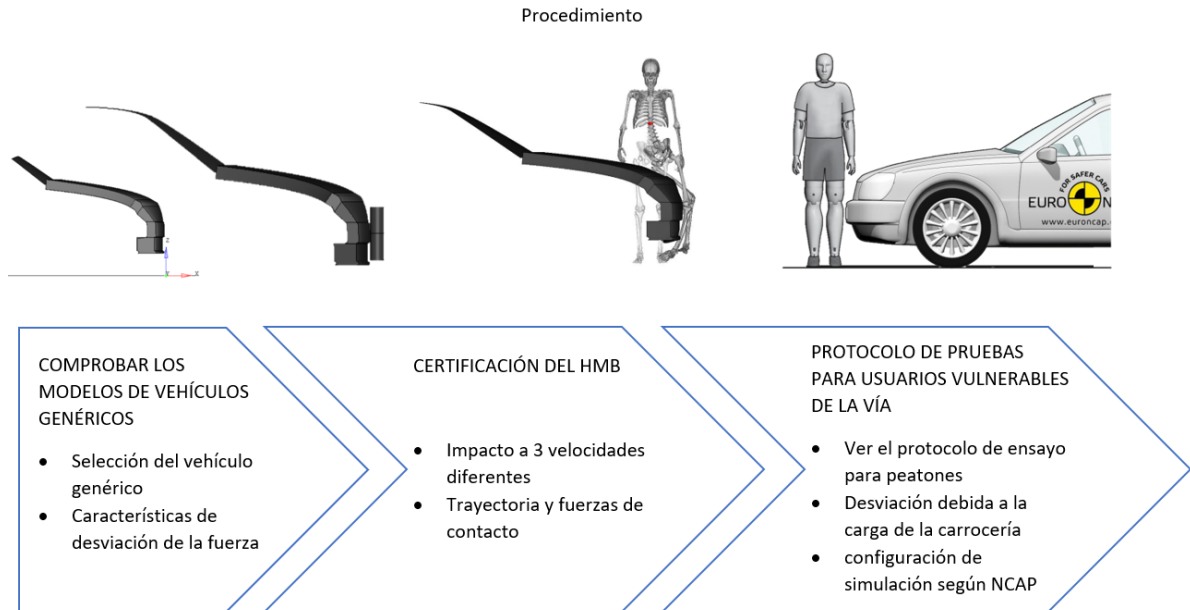 Procedimiento
FOR SAFER CARS
EURO N
www.euroncap.c
COMPROBAR LOS
MODELOS DE VEHÍCULOS
GENÉRICOS
• Selección del vehículo
genérico
• Características de
desviación de la fuerza
CERTIFICACIÓN DEL HMB
• Impacto a 3 velocidades
diferentes
• Trayectoria y fuerzas de
contacto
PROTOCOLO DE PRUEBAS
PARA USUARIOS VULNERABLES
DE LA VÍA
• Ver el protocolo de ensayo
para peatones
• Desviación debida a la
carga de la carrocería
• configuración de
simulación según NCAP